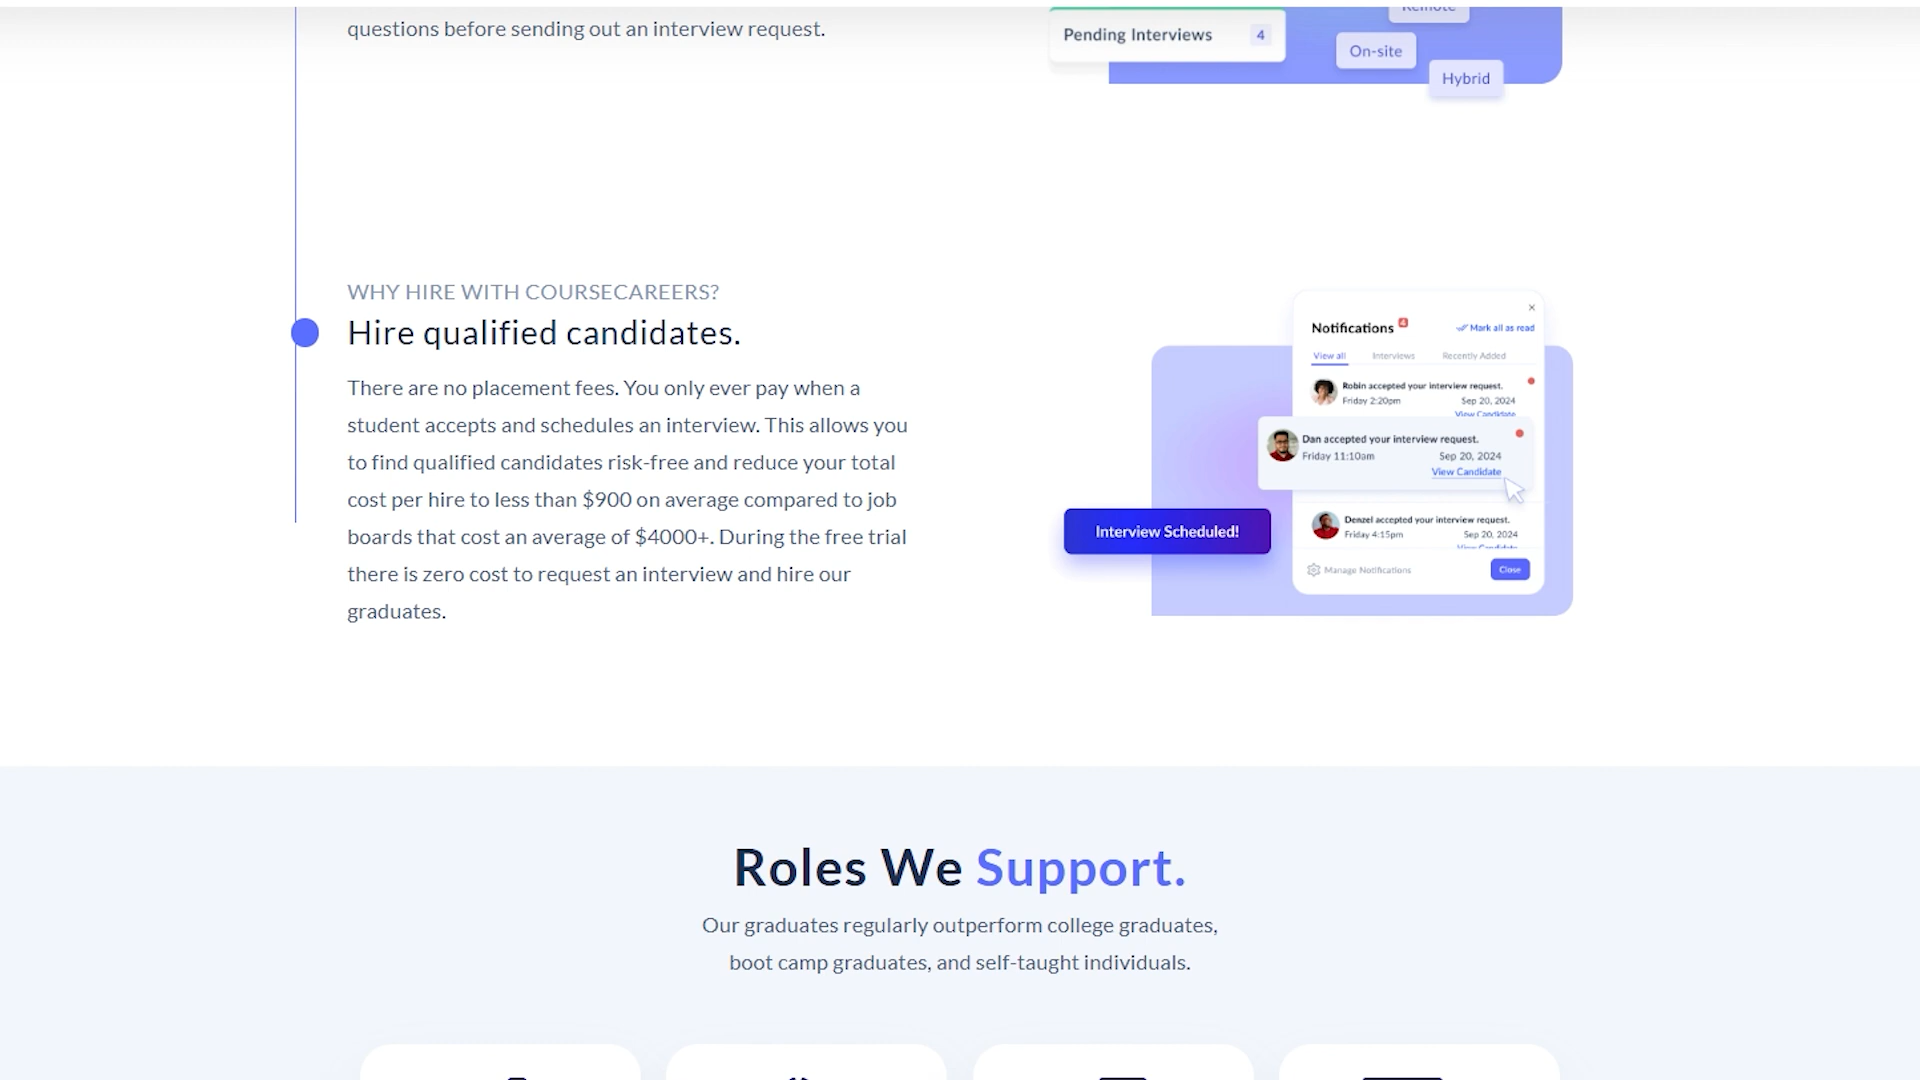 questions before sending out an interview request.
Pending Interviews 4
Remote
On-site
Hybrid
WHY HIRE WITH COURSECAREERS?
Hire qualified candidates.
There are no placement fees. You only ever pay when a
student accepts and schedules an interview. This allows you
to find qualified candidates risk-free and reduce your total
cost per hire to less than $900 on average compared to job
boards that cost an average of $4000+. During the free trial
there is zero cost to request an interview and hire our
graduates.
Notifications 4
Mark all as read
View all Interviews Recently Added
Robin accepted your interview request.
Friday 2:20pm Sep 20, 2024
View Candidate
Dan accepted your interview request.
Friday 11:10am Sep 20, 2024
View Candidate
Interview Scheduled!
Denzel accepted your interview request.
Friday 4:15pm Sep 20, 2024
View Candidate
Manage Notifications Close
Roles We Support.
Our graduates regularly outperform college graduates,
boot camp graduates, and self-taught individuals.